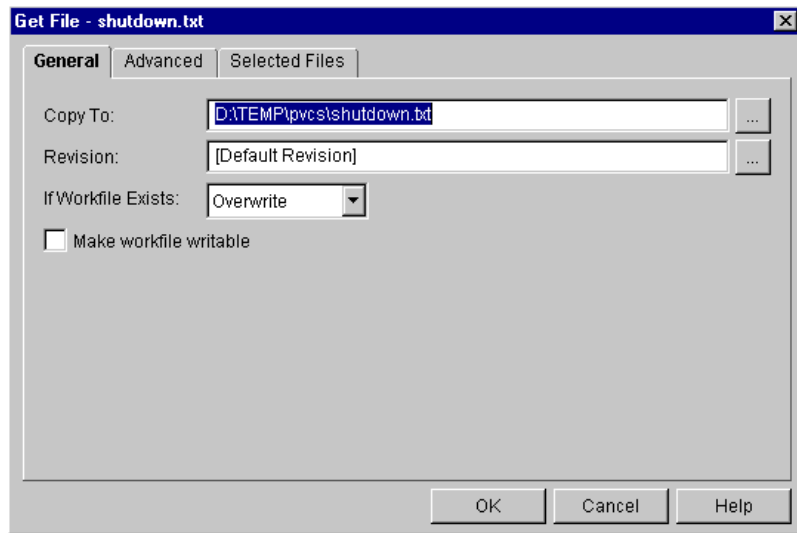 Get File - shutdown.txt
General Advanced Selected Files
Copy To: D:\TEMP\pvcs\shutdown.txt ...
Revision: [Default Revision] ...
If Workfile Exists: Overwrite
Make workfile writable
OK Cancel Help